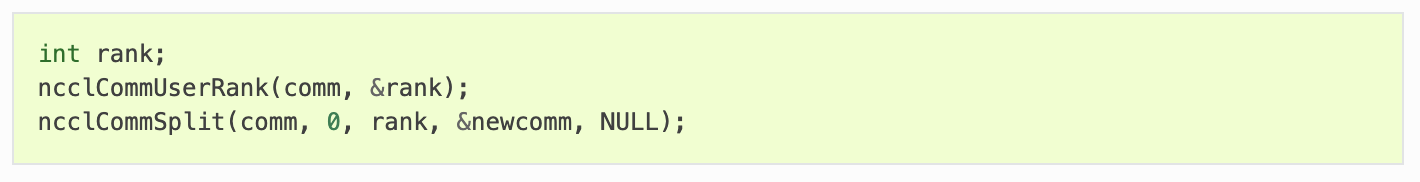 int rank;
ncclCommUserRank(comm, &rank);
ncclCommSplit(comm, 0, rank, &newcomm, NULL);